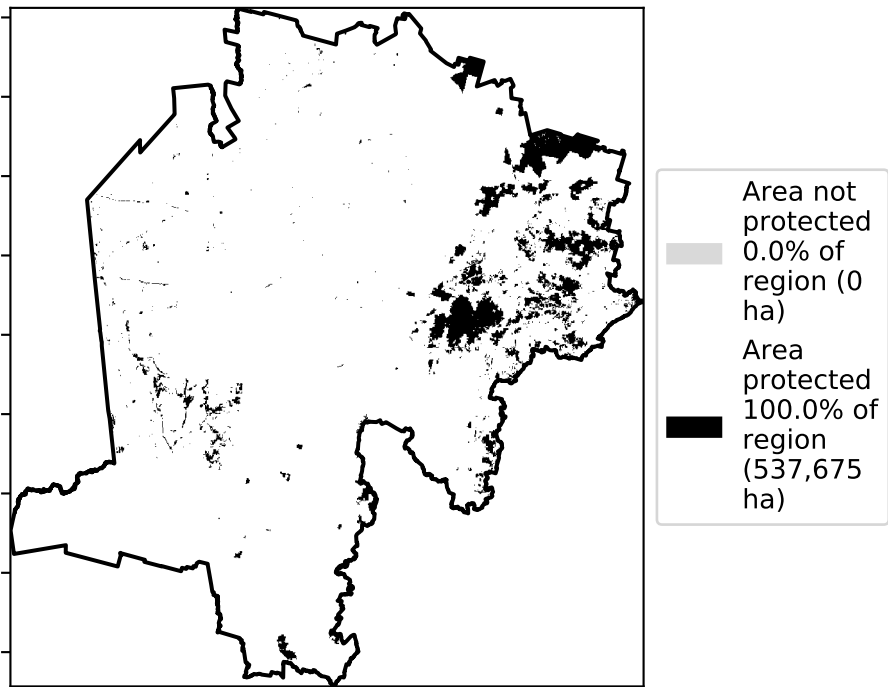 Area not
protected
0.0% of
region (0
ha)
Area
protected
100.0% of
region
(537,675
ha)